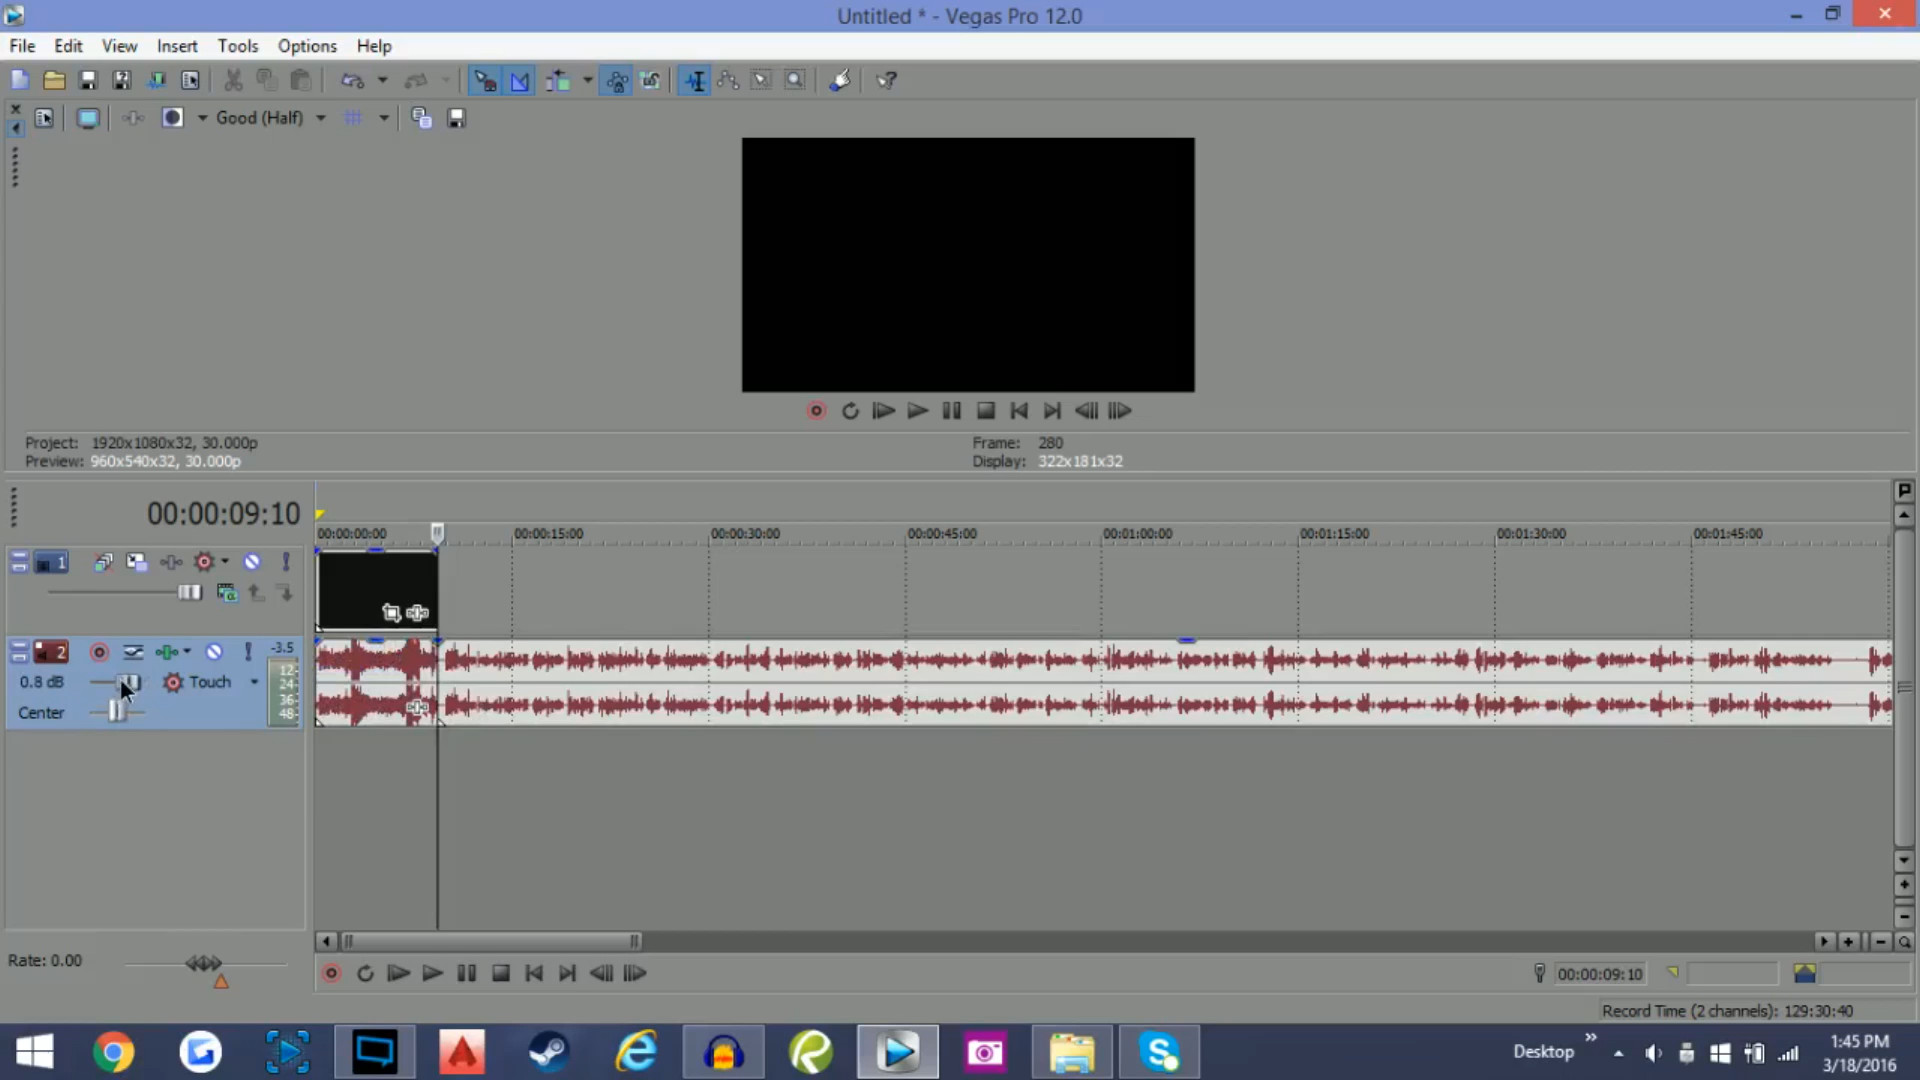 Untitled * - Vegas Pro 12.0
File Edit View Insert Tools Options Help
Good (Half)
Project: 1920x1080x32, 30.000p
Preview: 960x540x32, 30.000p
Frame: 280
Display: 322x181x32
00:00:09:10
00:00:00:00 00:00:15:00 00:00:30:00 00:00:45:00 00:01:00:00 00:01:15:00 00:01:30:00 00:01:45:00
1
2
-3.5
12
24
36
48
0.8 dB
Touch
Center
Rate: 0.00
00:00:09:10
Record Time (2 channels): 129:30:40
Desktop
1:45 PM
3/18/2016